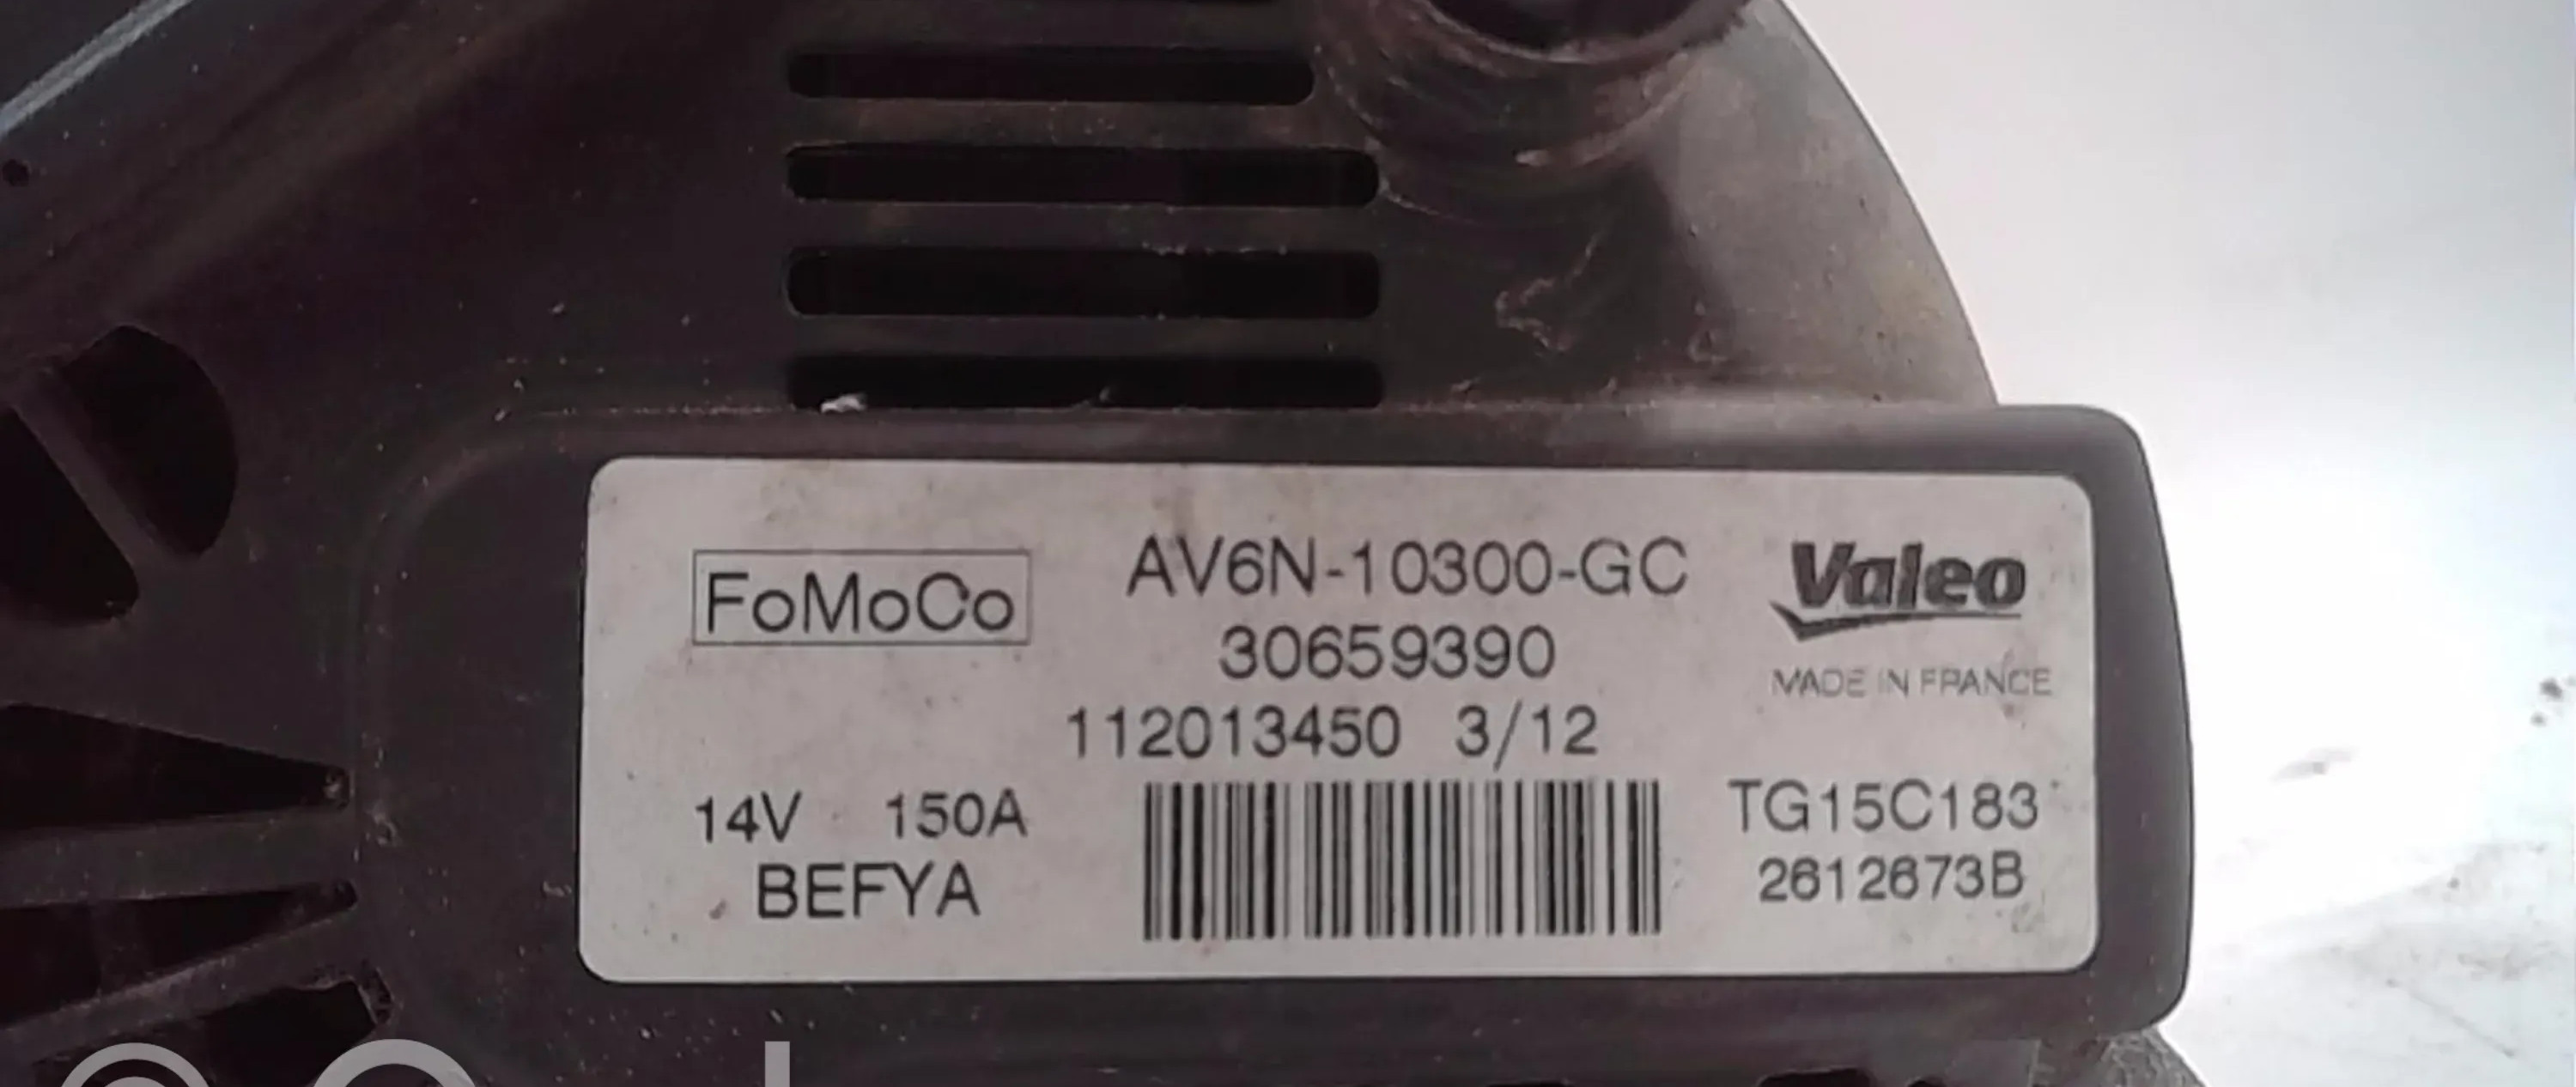 FoMoCo
AV6N-10300-GC
30659390
112013450 3/12
Valeo
MADE IN FRANCE
14V 150A
BEFYA
TG15C183
2612673B